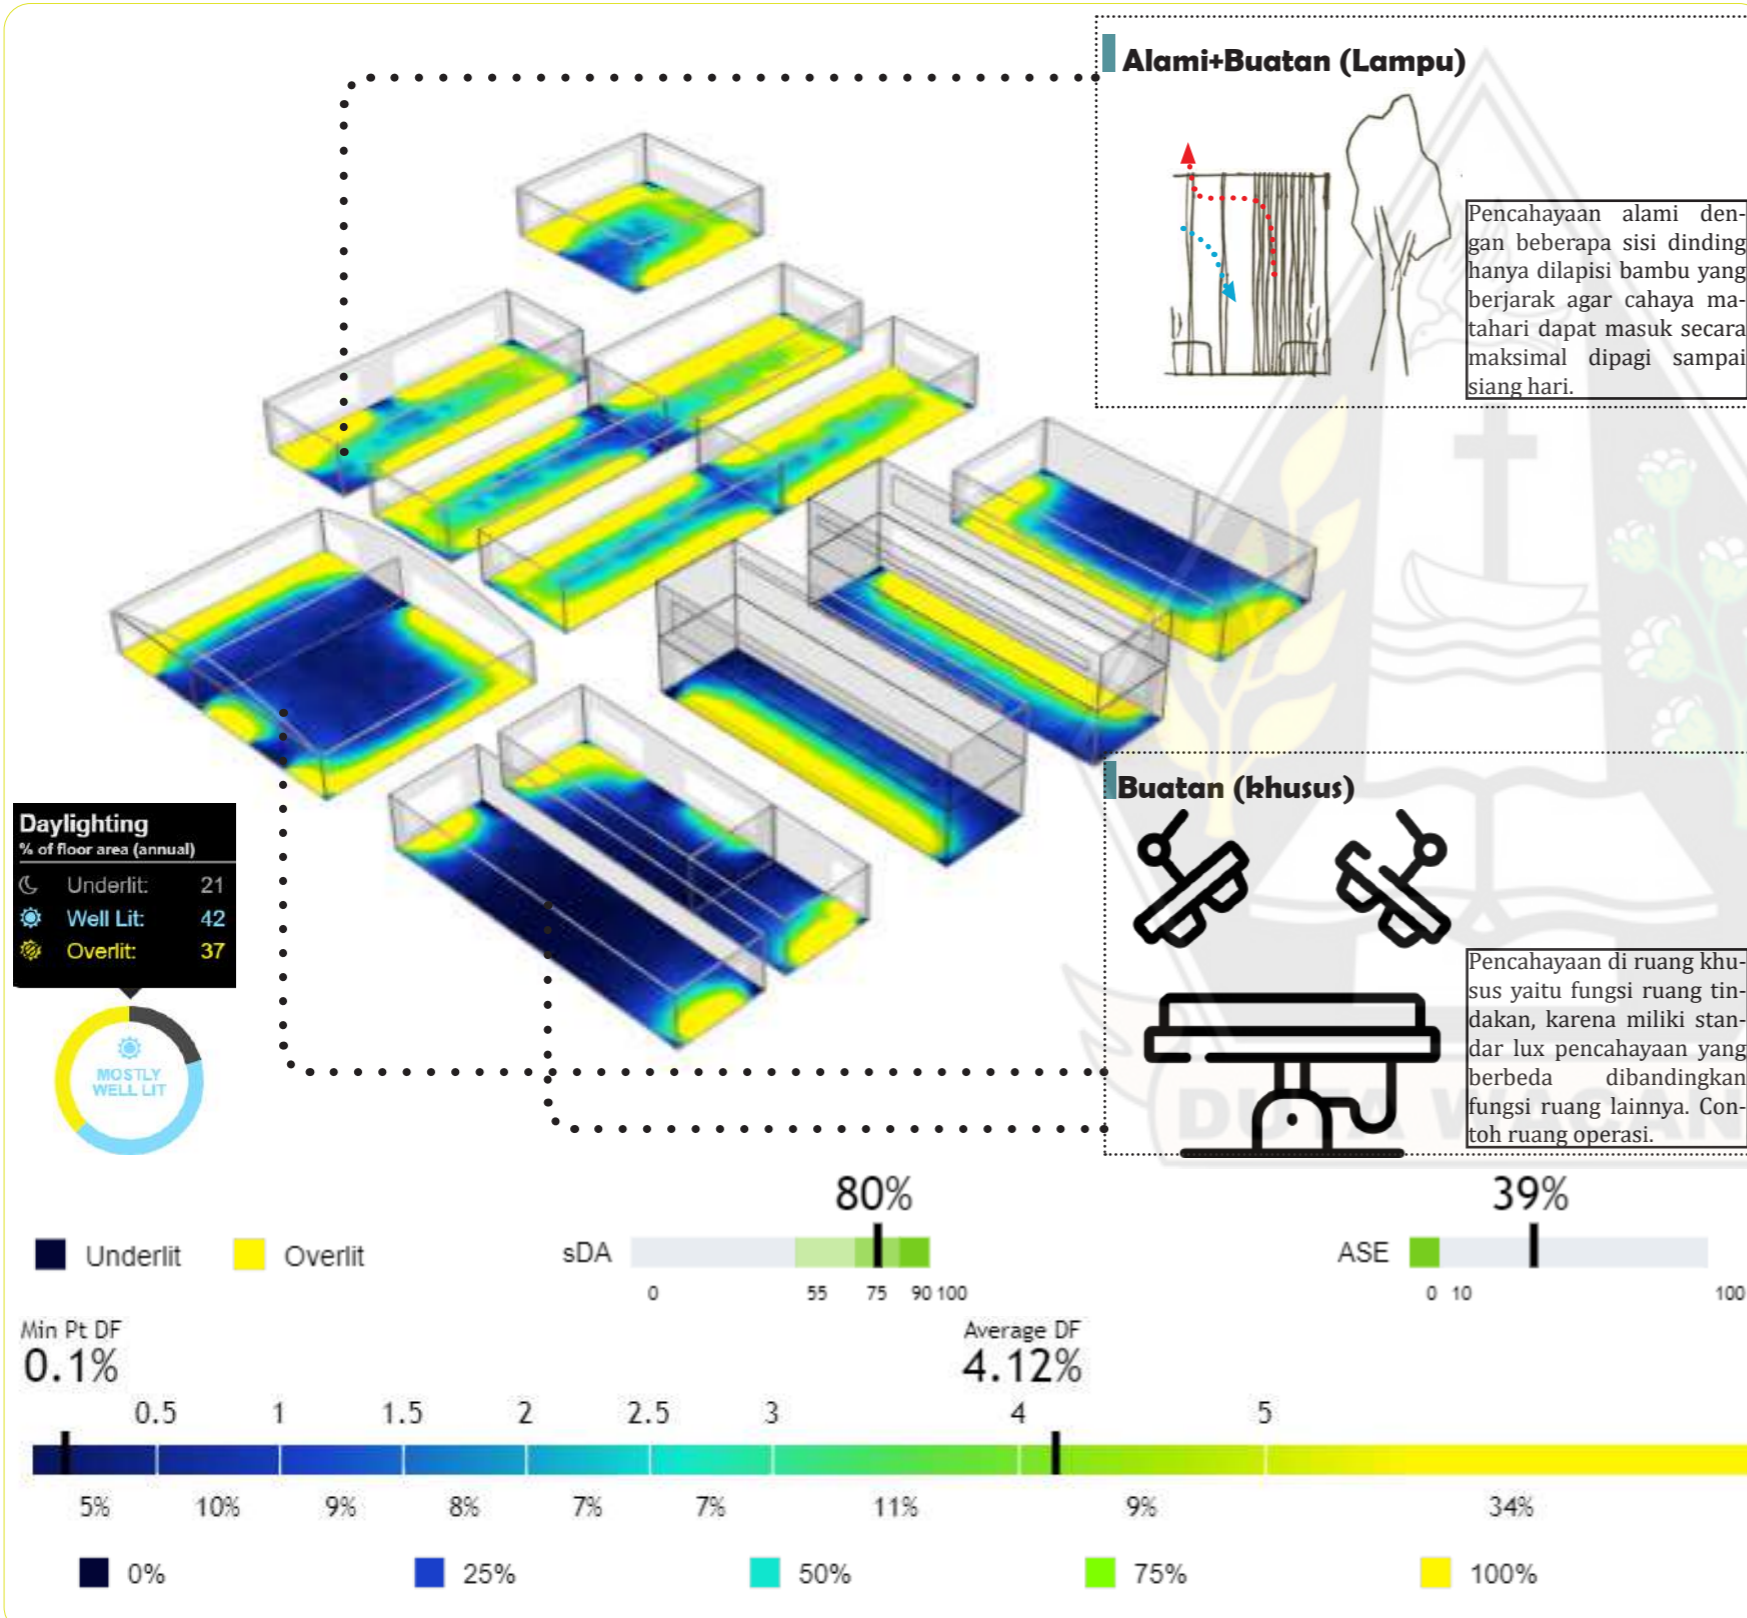 Alami+Buatan (Lampu)
Pencahayaan alami den-
gan beberapa sisi dinding
hanya dilapisi bambu yang
berjarak agar cahaya ma-
tahari dapat masuk secara
maksimal dipagi sampai
siang hari.
Buatan (khusus)
Pencahayaan di ruang khu-
sus yaitu fungsi ruang tin-
dakan, karena miliki stan-
dar lux pencahayaan yang
berbeda dibandingkan
fungsi ruang lainnya. Con-
toh ruang operasi.
Daylighting
% of floor area (annual)
Underlit: 21
Well Lit: 42
Overlit: 37
MOSTLY
WELL LIT
Underlit
Overlit
80%
sDA
0 55 75 90 100
39%
ASE
0 10 100
Min Pt DF
0.1%
Average DF
4.12%
0.5 1 1.5 2 2.5 3 4 5
5% 10% 9% 8% 7% 7% 11% 9% 34%
0% 25% 50% 75% 100%